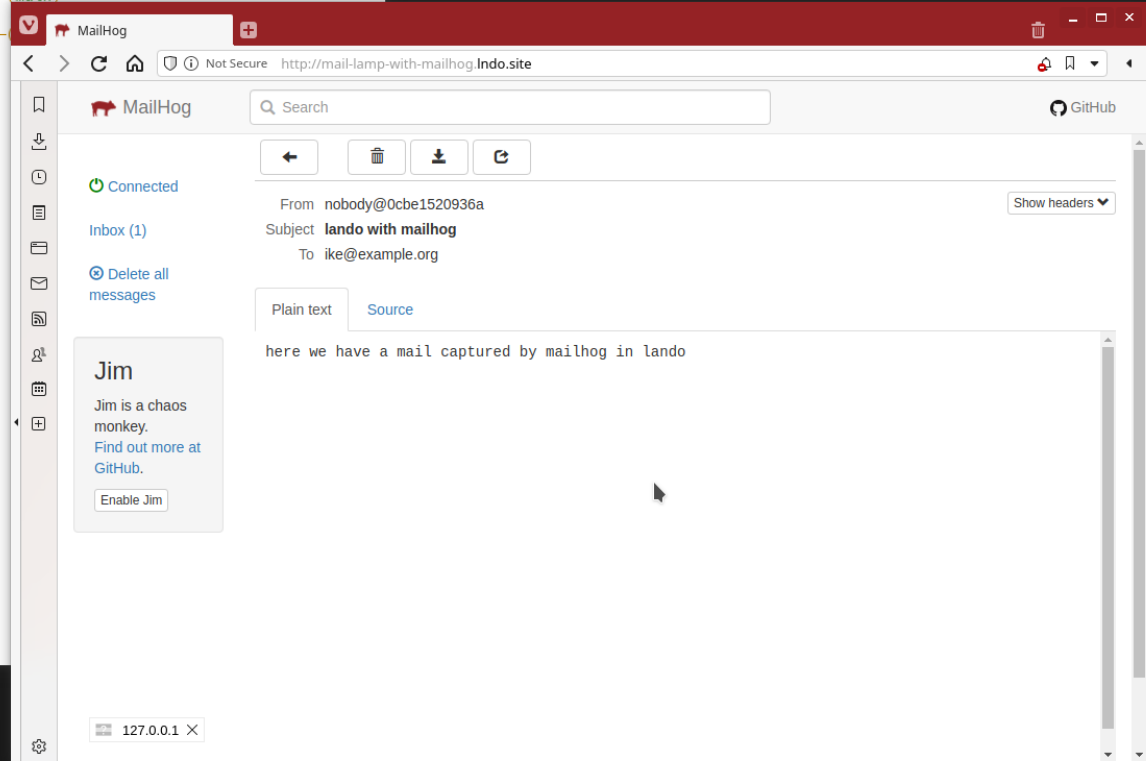 MailHog
Not Secure http://mail-lamp-with-mailhog.lndo.site
MailHog
Search
GitHub
Connected
Inbox (1)
Delete all
messages
Jim
Jim is a chaos
monkey.
Find out more at
GitHub.
Enable Jim
From nobody@0cbe1520936a
Show headers
Subject lando with mailhog
To ike@example.org
Plain text Source
here we have a mail captured by mailhog in lando
127.0.0.1